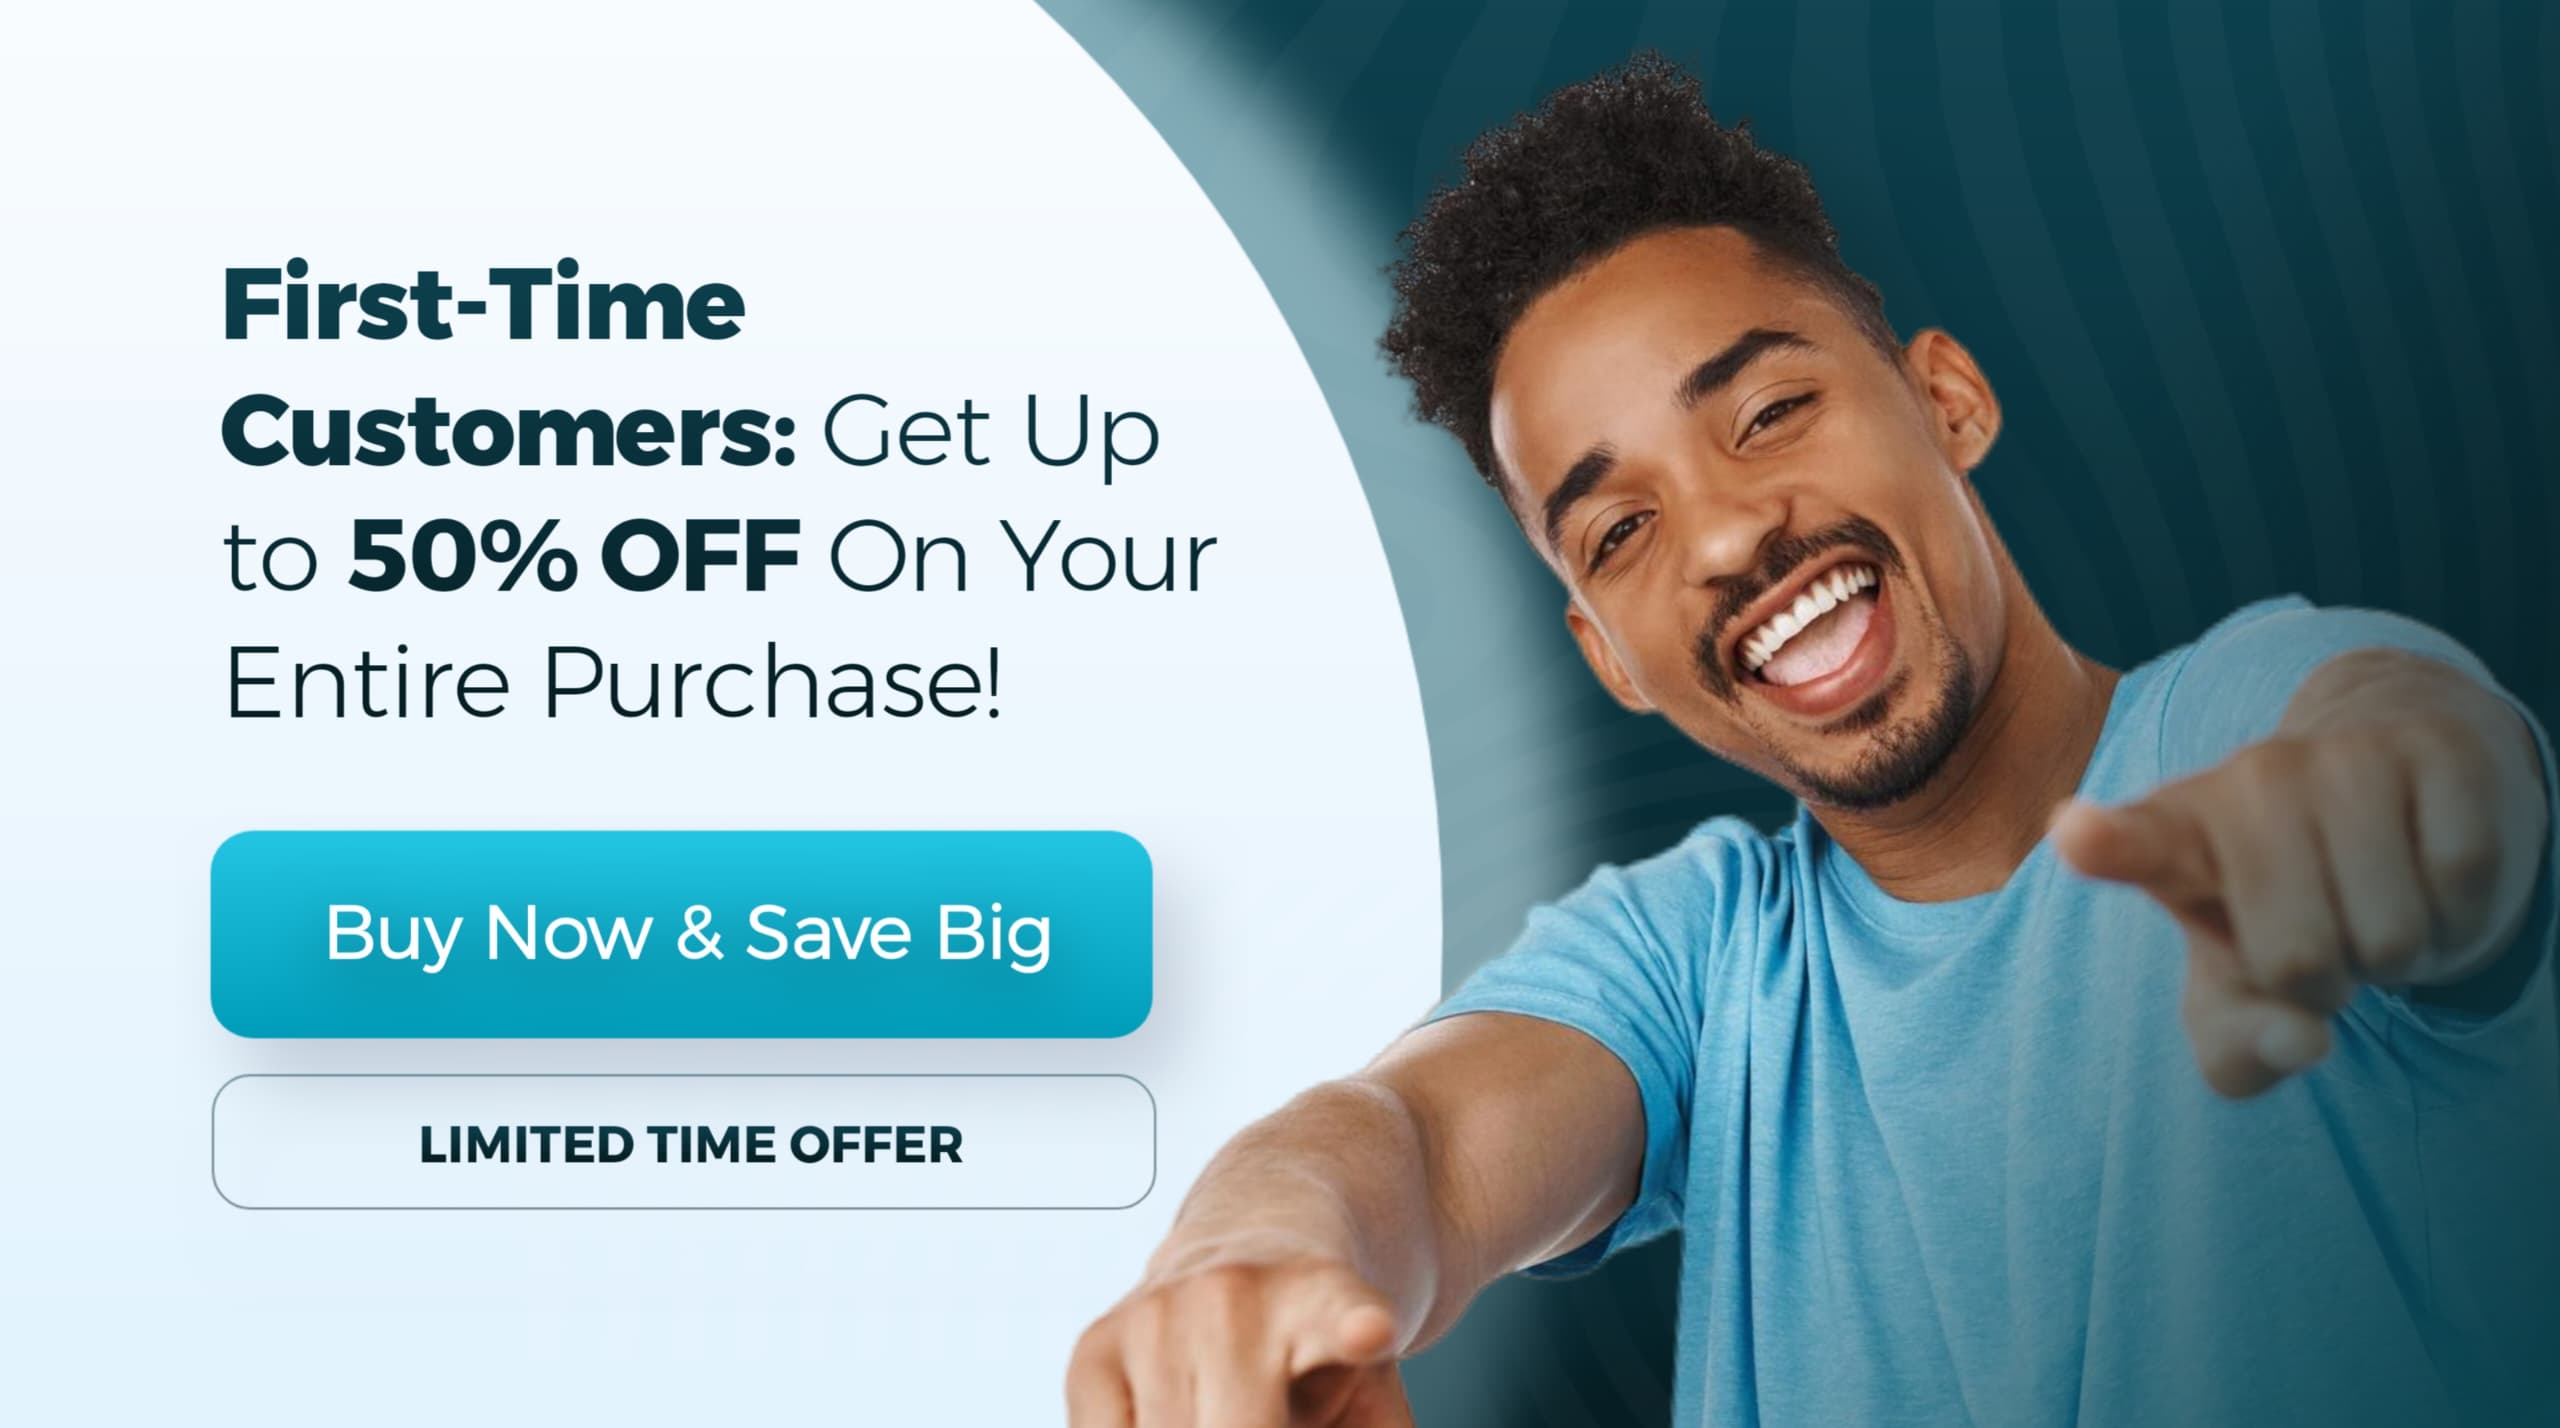 First-Time
Customers: Get Up
to 50% OFF On Your
Entire Purchase!
Buy Now & Save Big
LIMITED TIME OFFER